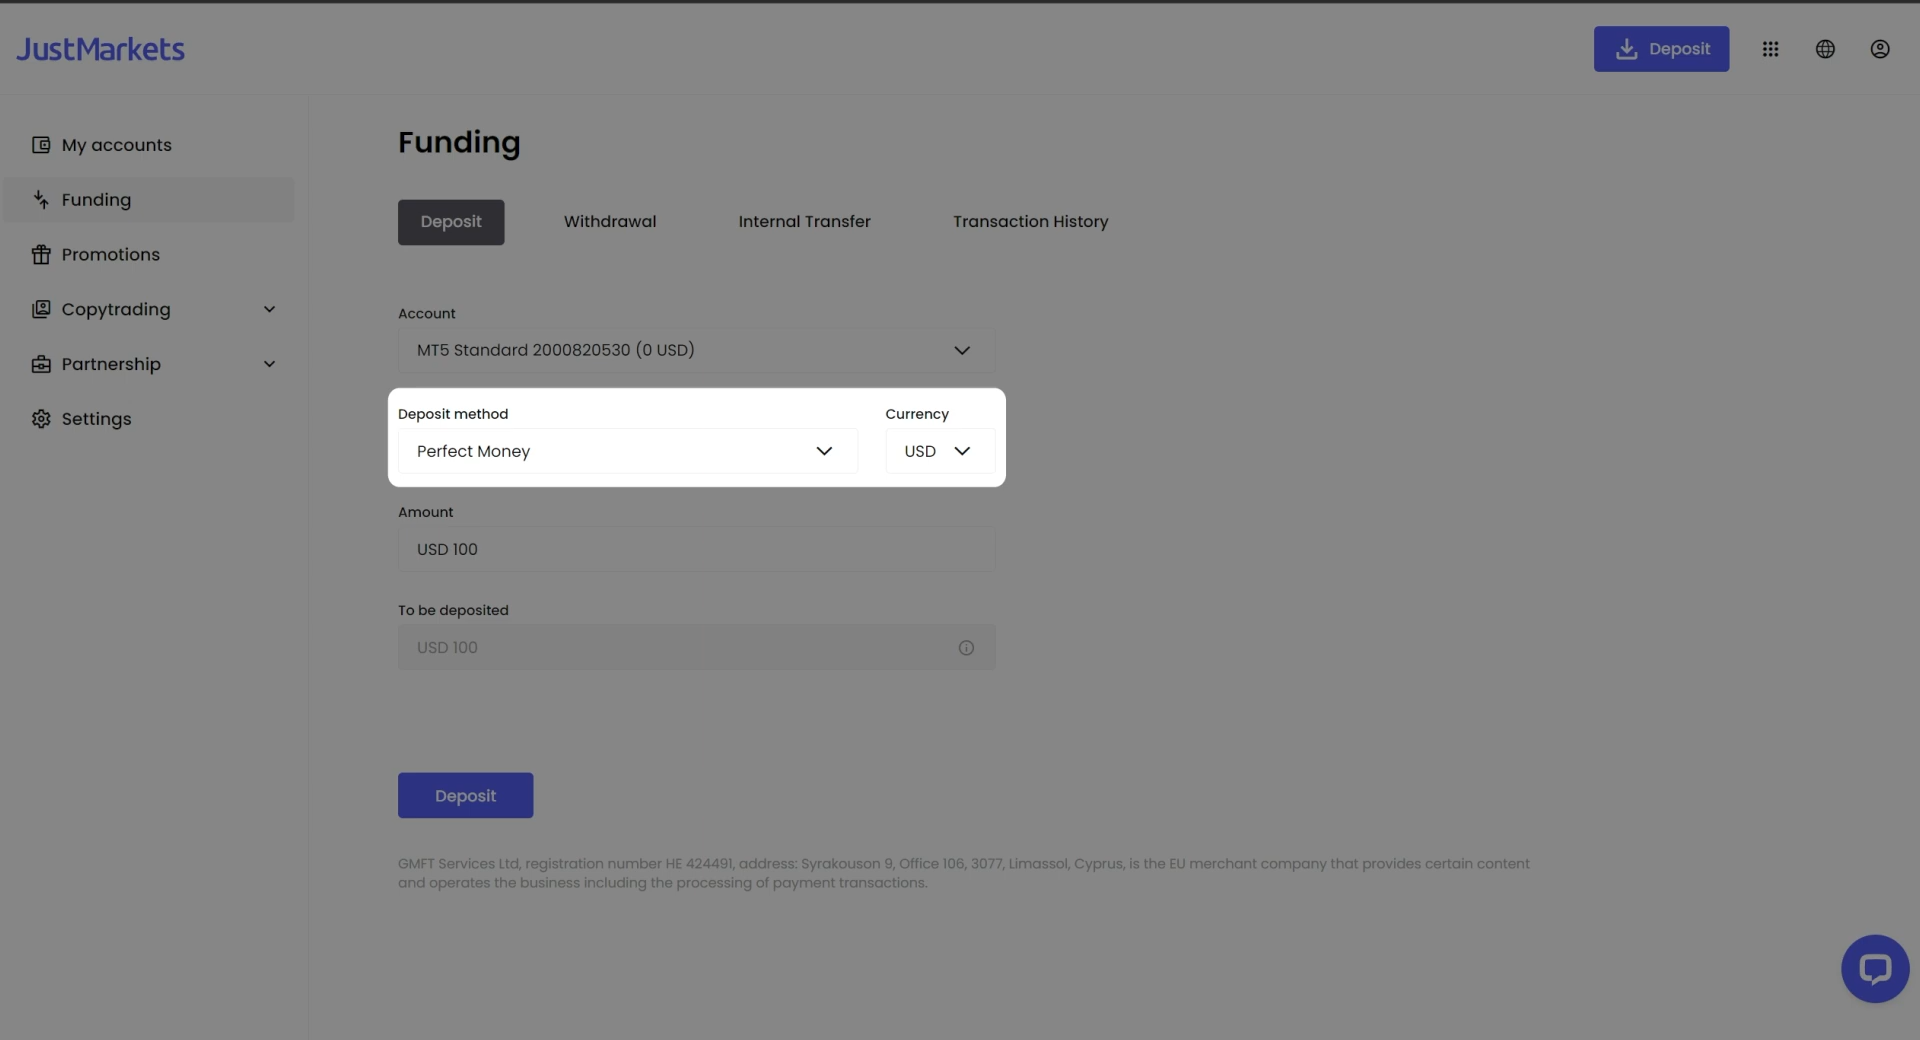 JustMarkets
Deposit
My accounts
Funding
Promotions
Copytrading
Partnership
Settings
Funding
Deposit Withdrawal Internal Transfer Transaction History
Account
MT5 Standard 2000820530 (0 USD)
Deposit method Currency
Perfect Money USD
Amount
USD 100
To be deposited
USD 100
Deposit
GMFT Services Ltd, registration number HE 424491, address: Syrakouson 9, Office 106, 3077, Limassol, Cyprus, is the EU merchant company that provides certain content
and operates the business including the processing of payment transactions.